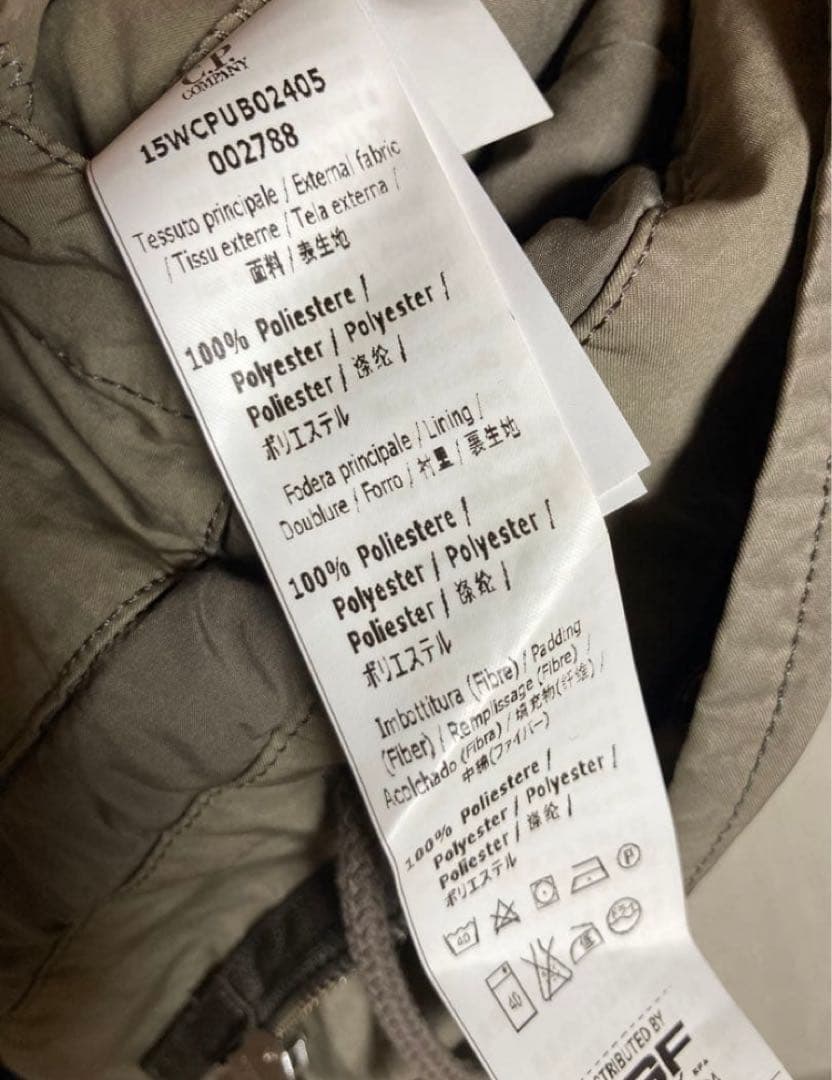 C.P.
COMPANY
15WCPUB02405
002788
Tessuto principale / External fabric
/ Tissu externe / Tela externa /
面料 / 表生地
100% Poliestere /
Polyester / Polyester /
Poliester / 涤纶 /
ポリエステル
Fodera principale / Lining /
Doublure / Forro / 衬里 / 裏生地
100% Poliestere /
Polyester / Polyester /
Poliester / 涤纶 /
ポリエステル
Imbottitura (Fibre) / Padding
(Fiber) / Remplissage (Fibre) /
Acolchado (Fibra) / 填充物(纤维) /
中綿(ファイバー)
100% Poliestere /
Polyester / Polyester /
Poliester / 涤纶 /
ポリエステル
40
P
40
ドライ
DISTRIBUTED BY
GF